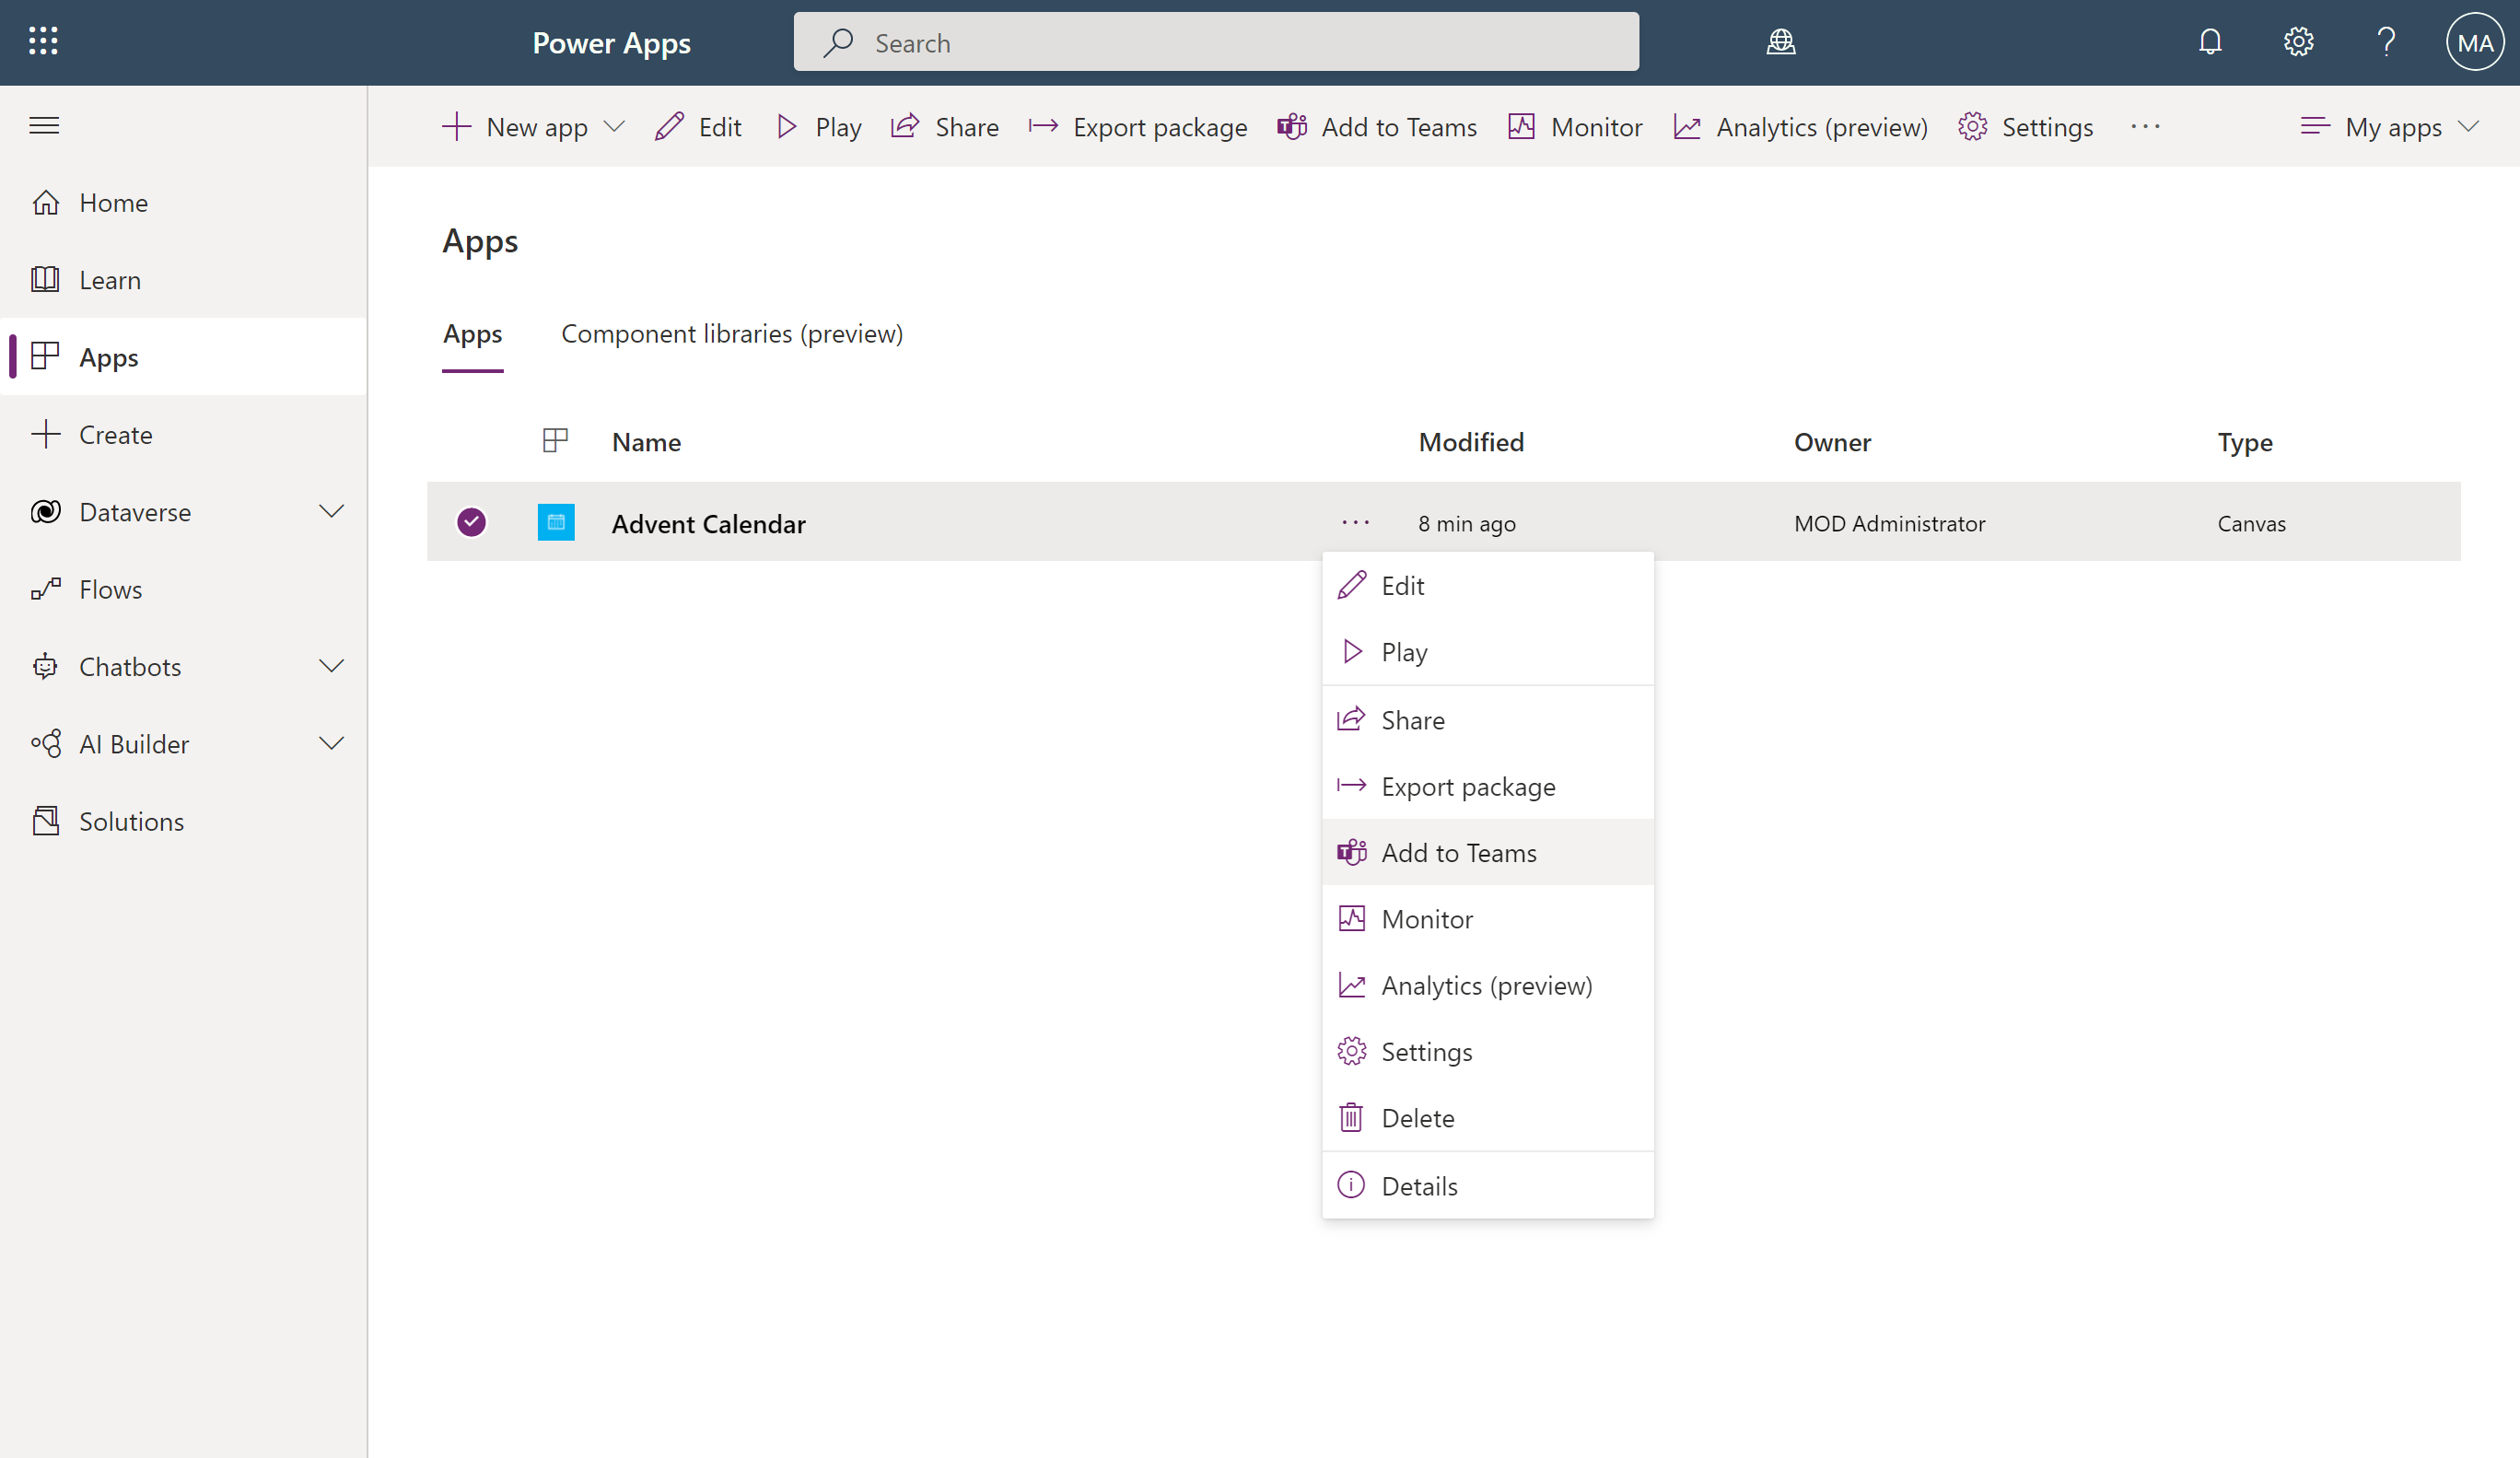 Power Apps
Search
MA
New app
Edit
Play
Share
Export package
Add to Teams
Monitor
Analytics (preview)
Settings
My apps
Home
Learn
Apps
Create
Dataverse
Flows
Chatbots
AI Builder
Solutions
Apps
Apps
Component libraries (preview)
Name
Modified
Owner
Type
Advent Calendar
8 min ago
MOD Administrator
Canvas
Edit
Play
Share
Export package
Add to Teams
Monitor
Analytics (preview)
Settings
Delete
Details